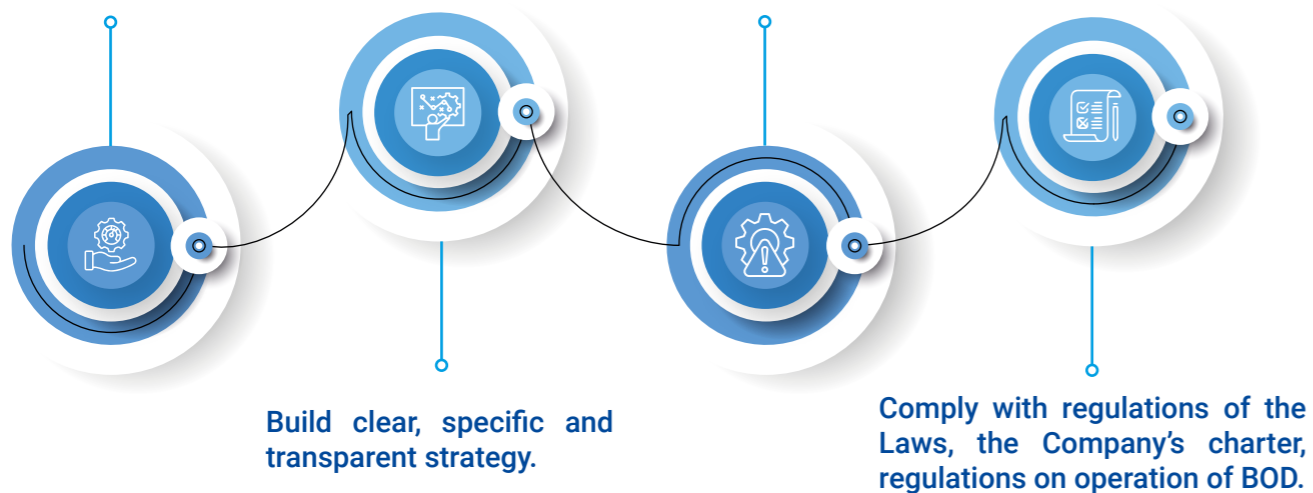 Build clear, specific and
transparent strategy.
Comply with regulations of the
Laws, the Company’s charter,
regulations on operation of BOD.